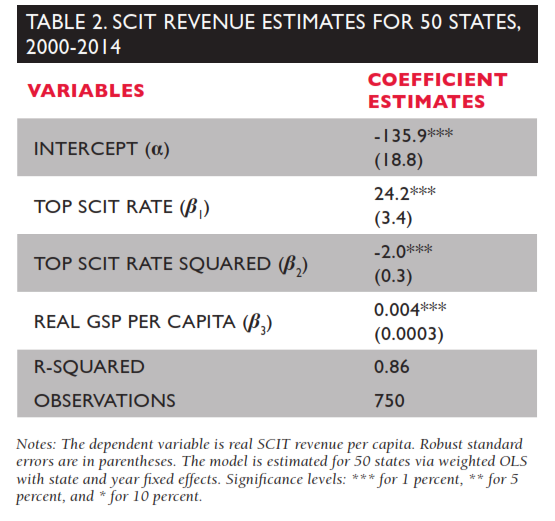 TABLE 2. SCIT REVENUE ESTIMATES FOR 50 STATES,
2000-2014
VARIABLES
COEFFICIENT
ESTIMATES
INTERCEPT (α)
-135.9***
(18.8)
TOP SCIT RATE (β₁)
24.2***
(3.4)
TOP SCIT RATE SQUARED (β₂)
-2.0***
(0.3)
REAL GSP PER CAPITA (β₃)
0.004***
(0.0003)
R-SQUARED
0.86
OBSERVATIONS
750
Notes: The dependent variable is real SCIT revenue per capita. Robust standard
errors are in parentheses. The model is estimated for 50 states via weighted OLS
with state and year fixed effects. Significance levels: *** for 1 percent, ** for 5
percent, and * for 10 percent.